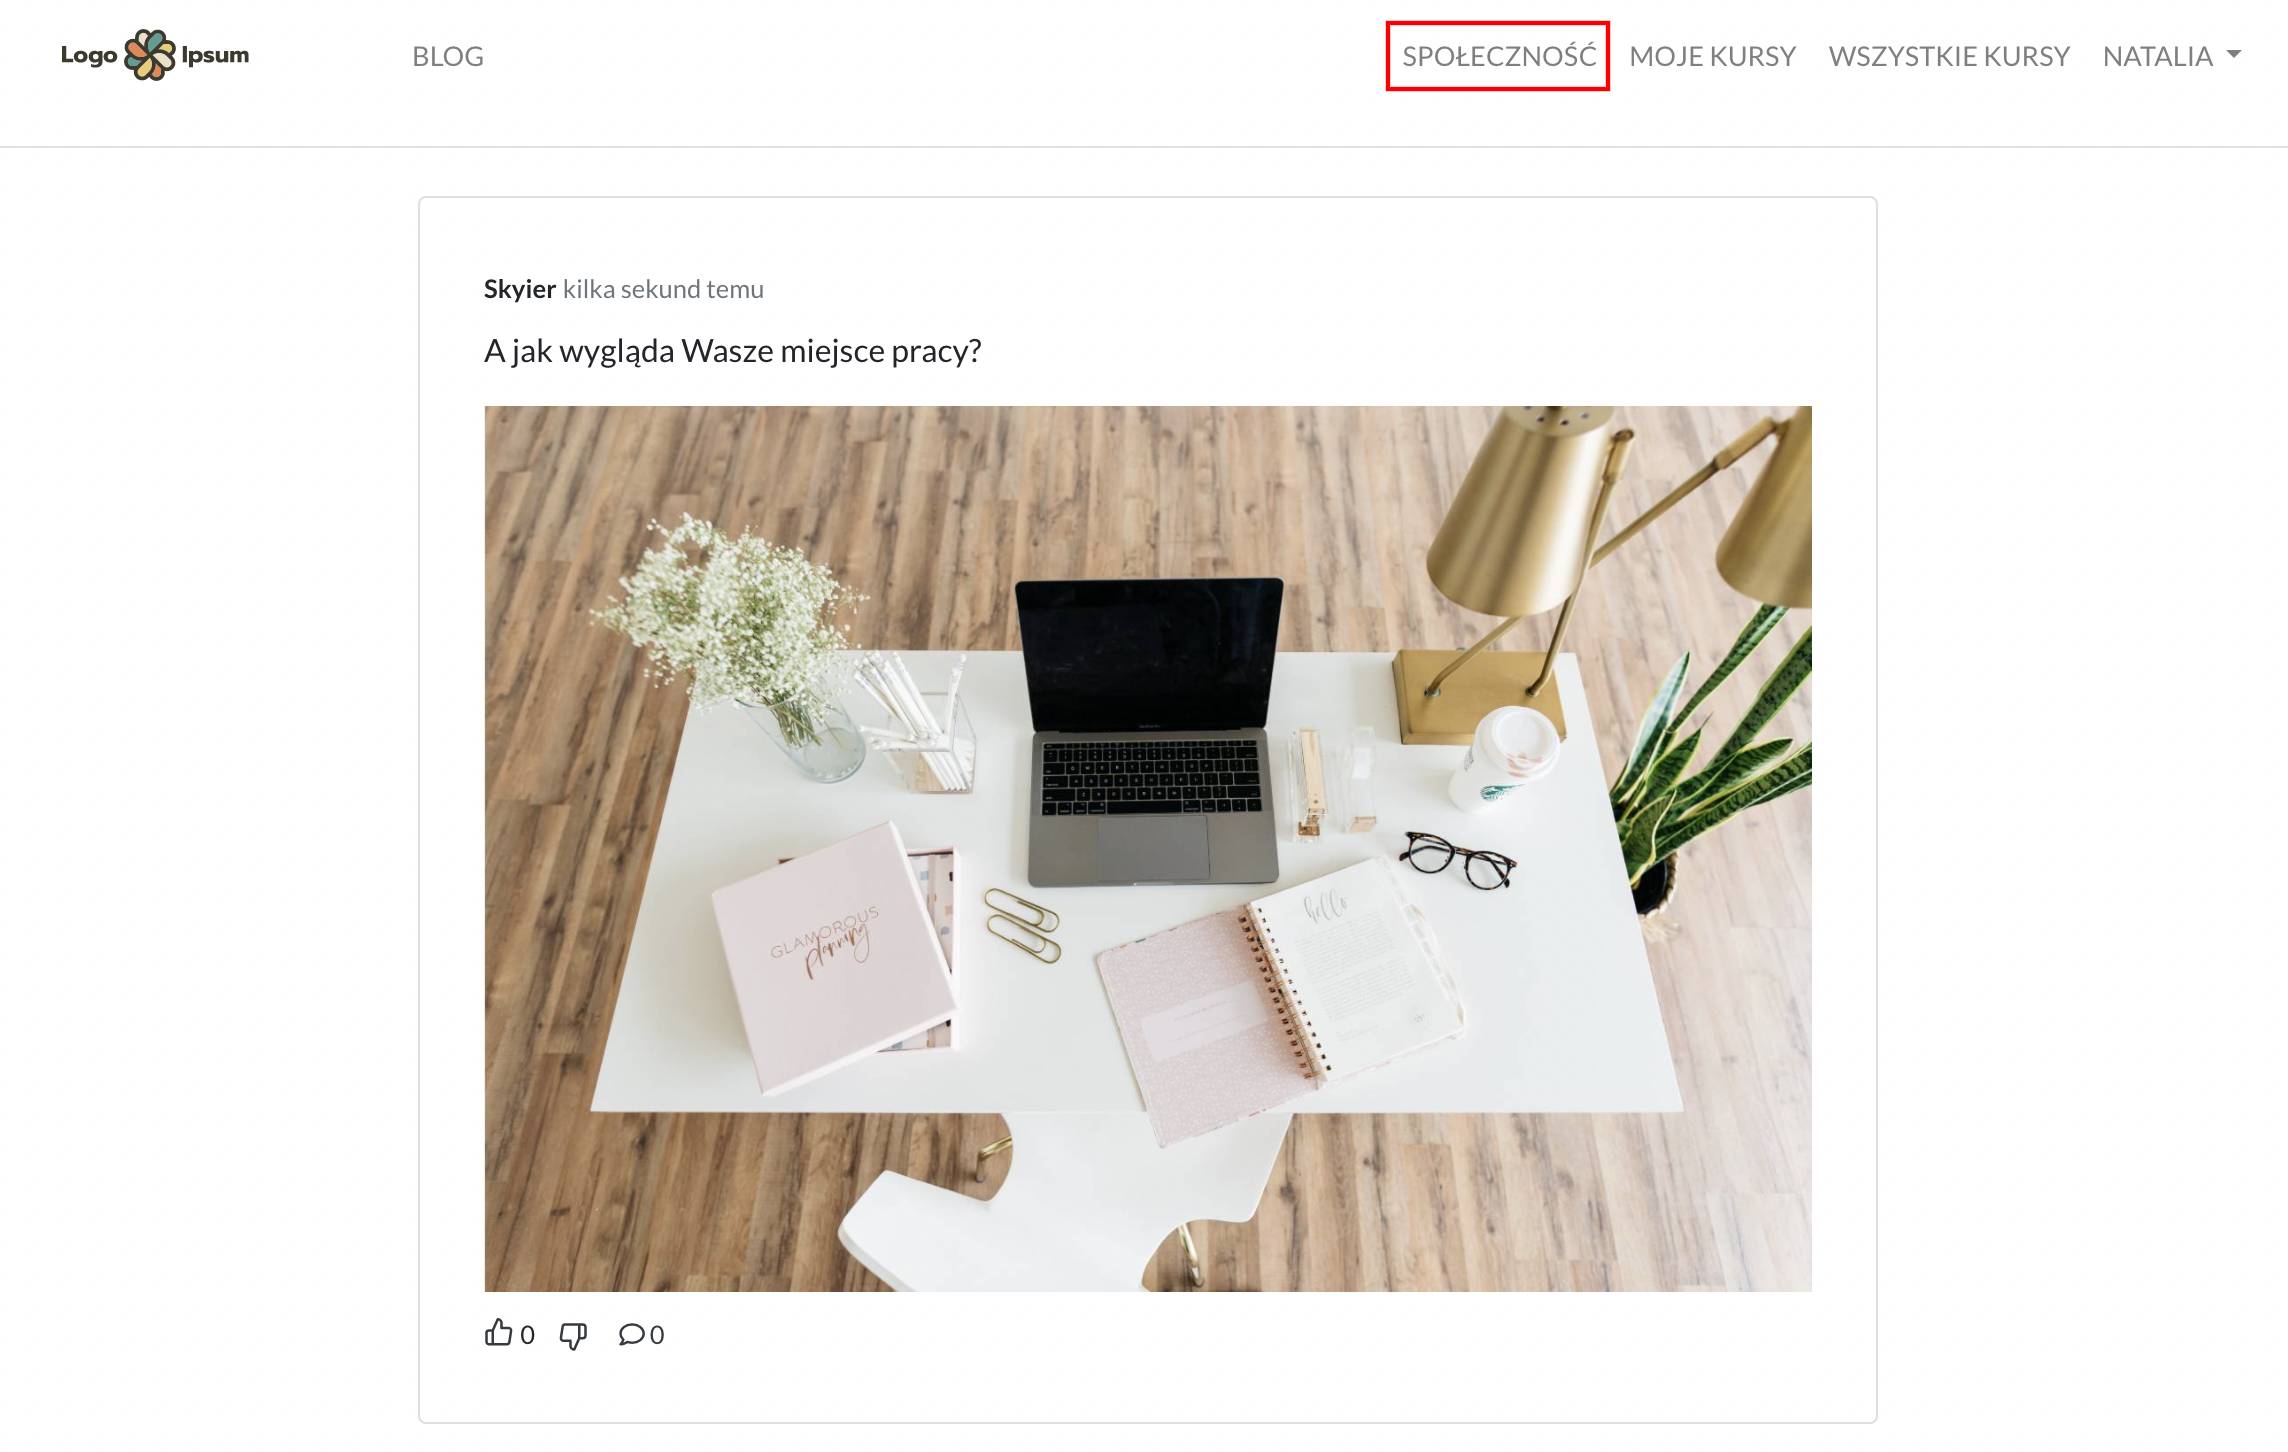 Logo Ipsum
BLOG
SPOŁECZNOŚĆ
MOJE KURSY
WSZYSTKIE KURSY
NATALIA
Skyier kilka sekund temu
A jak wygląda Wasze miejsce pracy?
GLAMOROUS
planning
hello
0
0